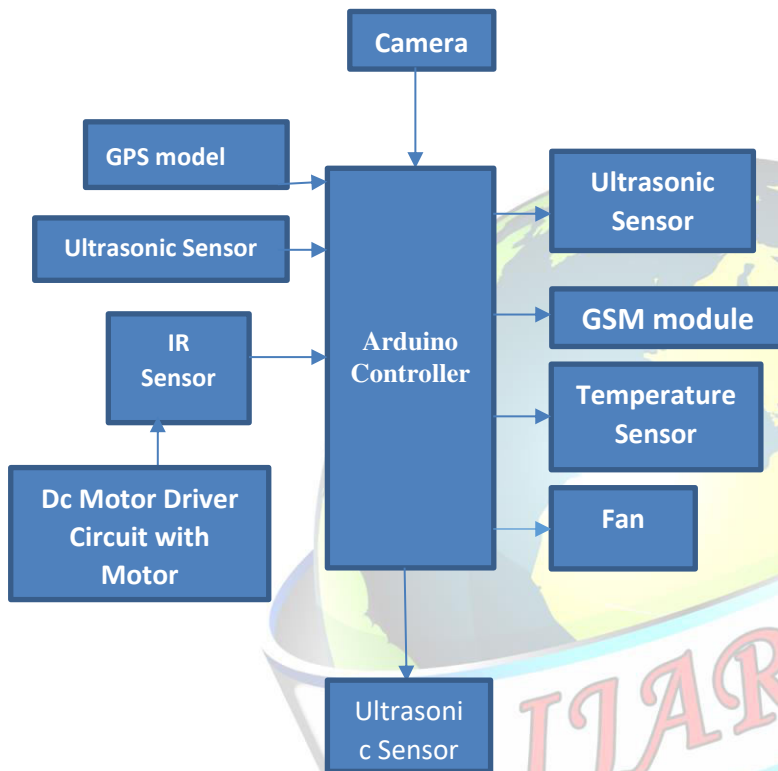 Camera
GPS model
Ultrasonic Sensor
IR
Sensor
Dc Motor Driver
Circuit with
Motor
Arduino
Controller
Ultrasonic
Sensor
GSM module
Temperature
Sensor
Fan
Ultrasoni
c Sensor
IJAR